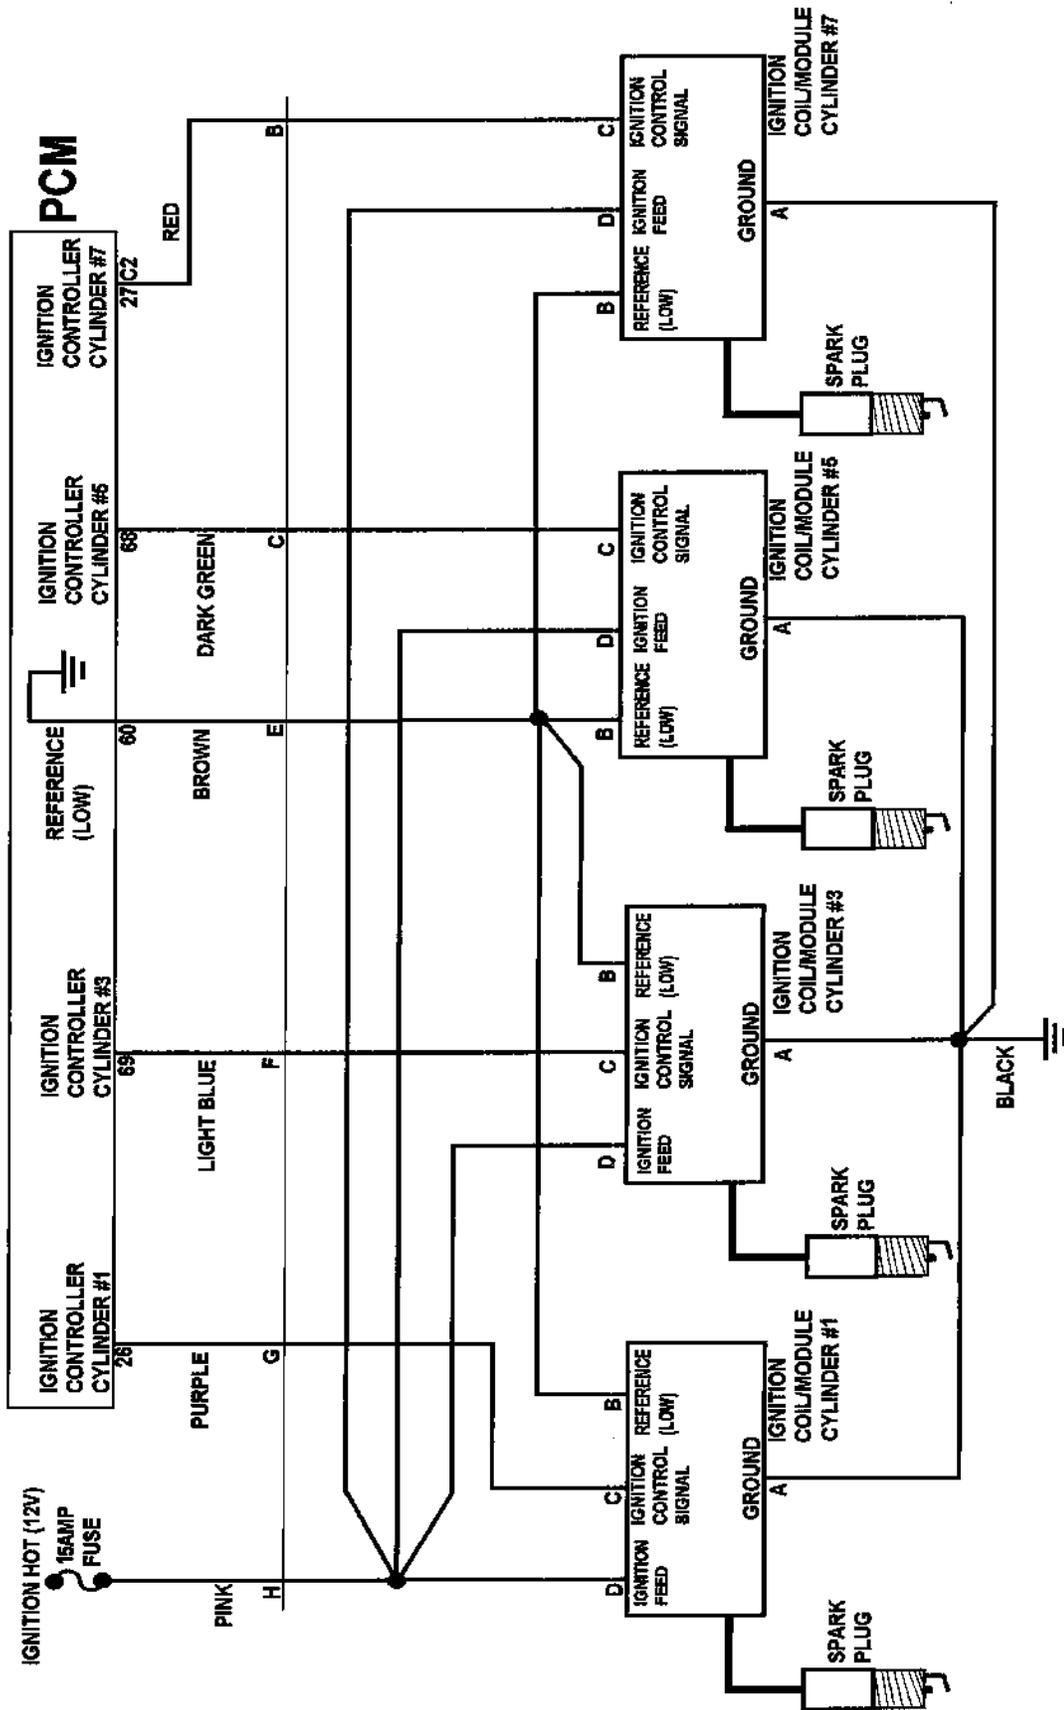 IGNITION HOT (12V)
15AMP
FUSE
PCM
IGNITION
CONTROLLER
CYLINDER #1
26
IGNITION
CONTROLLER
CYLINDER #3
69
REFERENCE
(LOW)
60
IGNITION
CONTROLLER
CYLINDER #5
68
IGNITION
CONTROLLER
CYLINDER #7
27 C2
PINK
PURPLE
LIGHT BLUE
BROWN
DARK GREEN
RED
H
G
F
E
C
B
D
C
B
IGNITION
FEED
IGNITION
CONTROL
SIGNAL
REFERENCE
(LOW)
GROUND
A
IGNITION
COIL/MODULE
CYLINDER #1
SPARK
PLUG
D
C
B
IGNITION
FEED
IGNITION
CONTROL
SIGNAL
REFERENCE
(LOW)
GROUND
A
IGNITION
COIL/MODULE
CYLINDER #3
SPARK
PLUG
B
D
C
REFERENCE
(LOW)
IGNITION
FEED
IGNITION
CONTROL
SIGNAL
GROUND
A
IGNITION
COIL/MODULE
CYLINDER #5
SPARK
PLUG
B
D
C
REFERENCE
(LOW)
IGNITION
FEED
IGNITION
CONTROL
SIGNAL
GROUND
A
IGNITION
COIL/MODULE
CYLINDER #7
SPARK
PLUG
BLACK